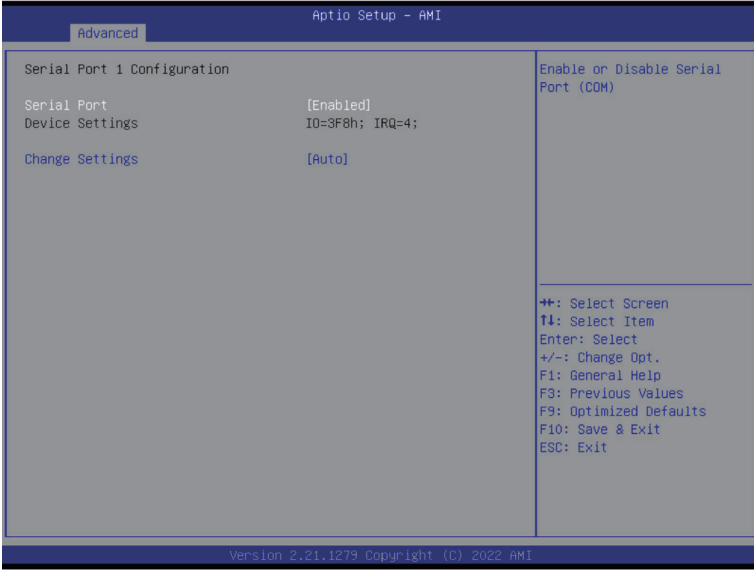 Aptio Setup – AMI
Advanced
Serial Port 1 Configuration
Serial Port [Enabled]
Device Settings IO=3F8h; IRQ=4;
Change Settings [Auto]
Enable or Disable Serial
Port (COM)
→←: Select Screen
↑↓: Select Item
Enter: Select
+/-: Change Opt.
F1: General Help
F3: Previous Values
F9: Optimized Defaults
F10: Save & Exit
ESC: Exit
Version 2.21.1279 Copyright (C) 2022 AMI